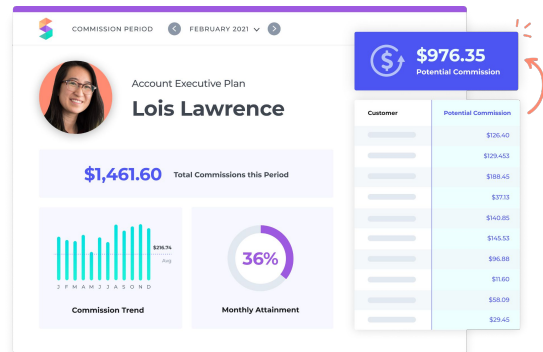 COMMISSION PERIOD
FEBRUARY 2021
Account Executive Plan
Lois Lawrence
$1,461.60 Total Commissions this Period
$216.74
Avg
J F M A M J J A S O N D
Commission Trend
36%
Monthly Attainment
$976.35
Potential Commission
Customer Potential Commission
$126.40
$129.453
$188.45
$37.13
$140.85
$145.53
$96.88
$11.60
$58.09
$29.45